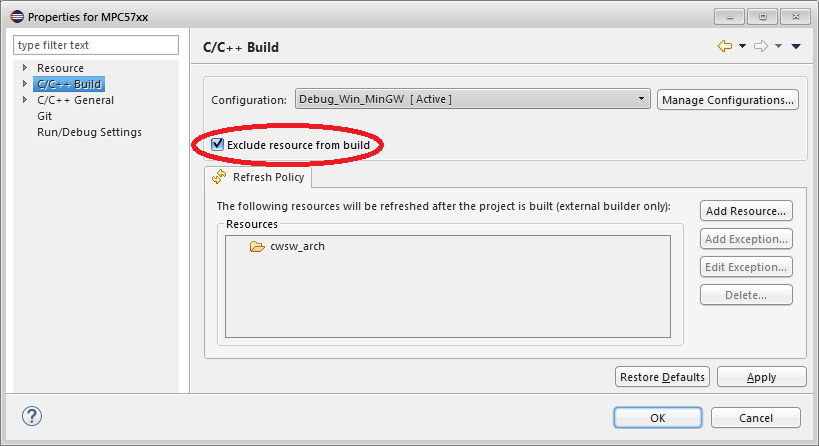 Properties for MPC57xx
type filter text
Resource
C/C++ Build
C/C++ General
Git
Run/Debug Settings
C/C++ Build
Configuration: Debug_Win_MinGW [ Active ] Manage Configurations...
Exclude resource from build
Refresh Policy
The following resources will be refreshed after the project is built (external builder only):
Resources
cwsw_arch
Add Resource...
Add Exception...
Edit Exception...
Delete...
Restore Defaults Apply
? OK Cancel